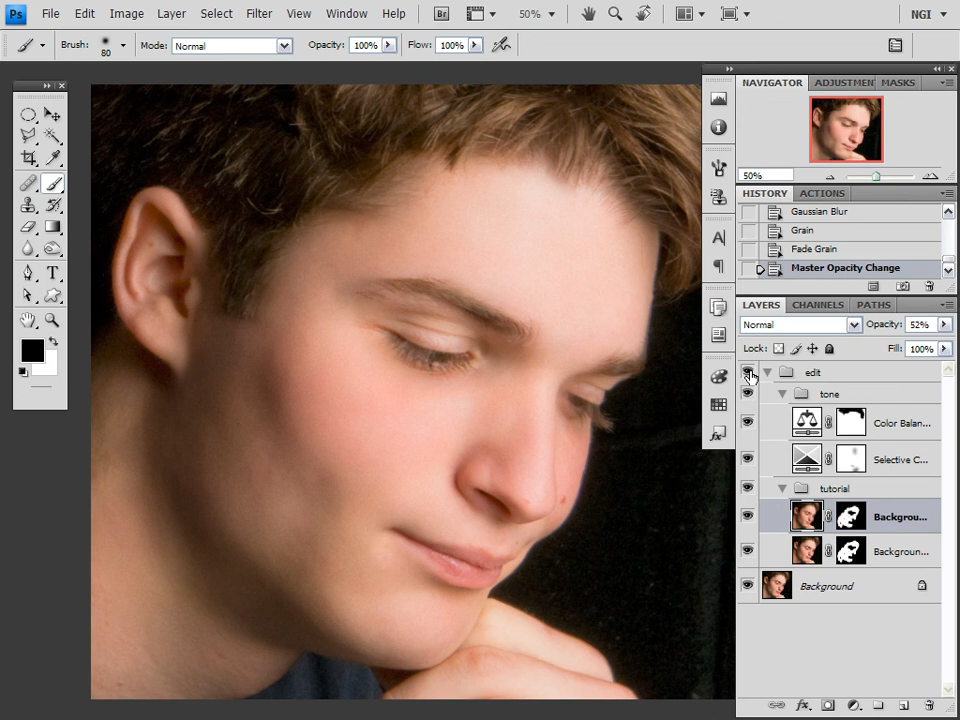 Ps File Edit Image Layer Select Filter View Window Help Br 50% NGI
Brush: 80 Mode: Normal Opacity: 100% Flow: 100%
NAVIGATOR ADJUSTMEN MASKS
50%
HISTORY ACTIONS
Gaussian Blur
Grain
Fade Grain
Master Opacity Change
LAYERS CHANNELS PATHS
Normal Opacity: 52%
Lock: Fill: 100%
edit
tone
Color Balan...
Selective C...
tutorial
Backgrou...
Backgroun...
Background